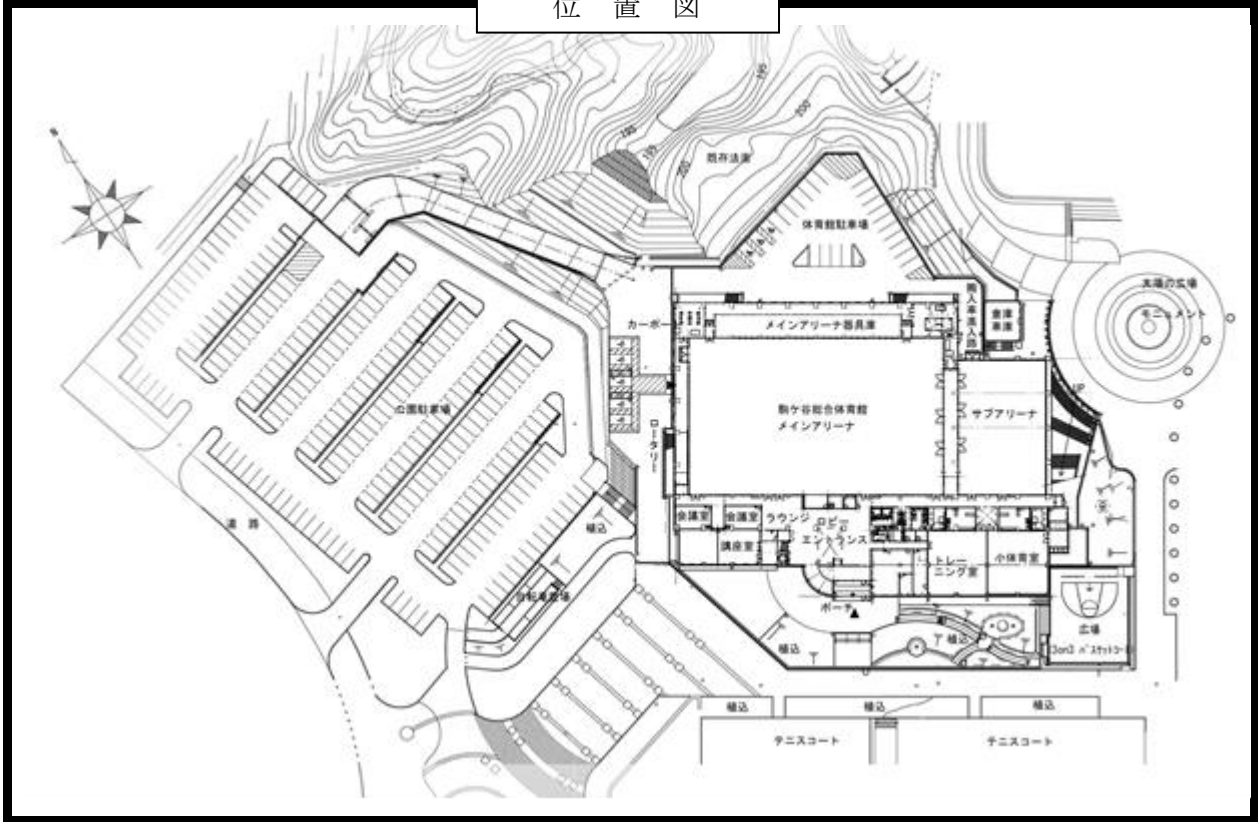 位 置 図
195
195
195
200
200
既存法面
体育館駐車場
搬入車進入路
倉庫
車庫
太陽の広場
モニュメント
カーポート
メインアリーナ器具庫
公園駐車場
駒ケ谷総合体育館
メインアリーナ
サブアリーナ
UP
ロータリー
道 路
植込
会議室
会議室
ラウンジ
ロビー
エントランス
講座室
トレー
ニング室
小体育室
自転車置場
ポーチ
植込
植込
広場
3on3 バスケットコート
植込
植込
植込
テニスコート
テニスコート